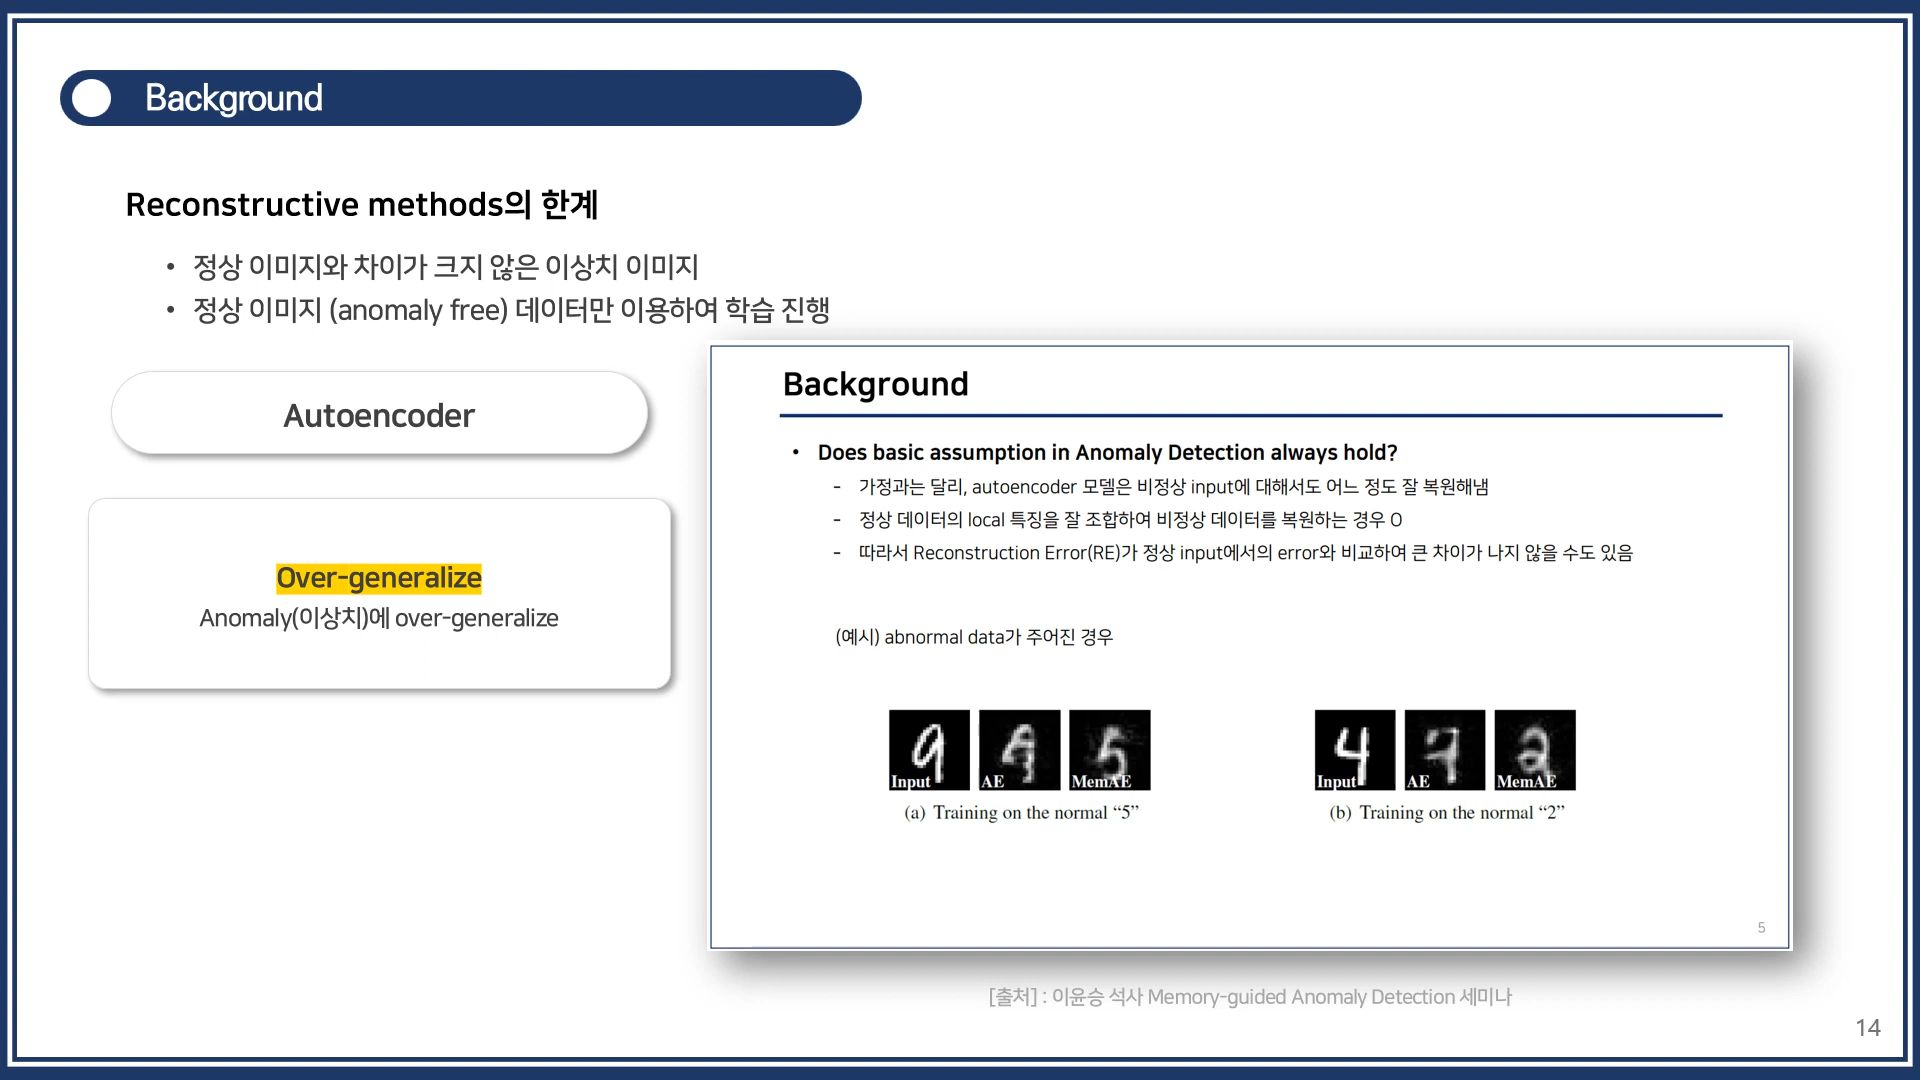 Background
Reconstructive methods의 한계
• 정상 이미지와 차이가 크지 않은 이상치 이미지
• 정상 이미지 (anomaly free) 데이터만 이용하여 학습 진행
Autoencoder
Over-generalize
Anomaly(이상치)에 over-generalize
Background
• Does basic assumption in Anomaly Detection always hold?
- 가정과는 달리, autoencoder 모델은 비정상 input에 대해서도 어느 정도 잘 복원해냄
- 정상 데이터의 local 특징을 잘 조합하여 비정상 데이터를 복원하는 경우 O
- 따라서 Reconstruction Error(RE)가 정상 input에서의 error와 비교하여 큰 차이가 나지 않을 수도 있음
(예시) abnormal data가 주어진 경우
Input AE MemAE
(a) Training on the normal “5”
Input AE MemAE
(b) Training on the normal “2”
5
[출처] : 이윤승 석사 Memory-guided Anomaly Detection 세미나
14